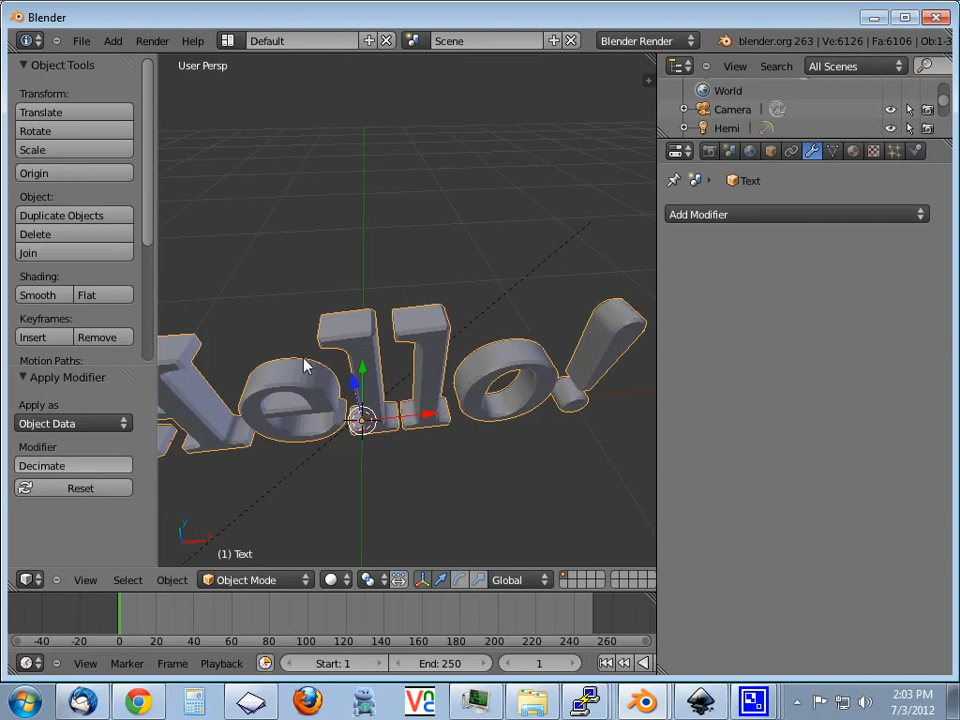 Blender
File Add Render Help Default Scene Blender Render blender.org 263 | Ve:6126 | Fa:6106 | Ob:1-3
Object Tools
Transform:
Translate
Rotate
Scale
Origin
Object:
Duplicate Objects
Delete
Join
Shading:
Smooth Flat
Keyframes:
Insert Remove
Motion Paths:
Apply Modifier
Apply as
Object Data
Modifier
Decimate
Reset
User Persp
Hello!
(1) Text
View Search All Scenes
World
Camera
Hemi
Text
Add Modifier
View Select Object Object Mode Global
-40 -20 0 20 40 60 80 100 120 140 160 180 200 220 240 260
View Marker Frame Playback Start: 1 End: 250 1
2:03 PM
7/3/2012